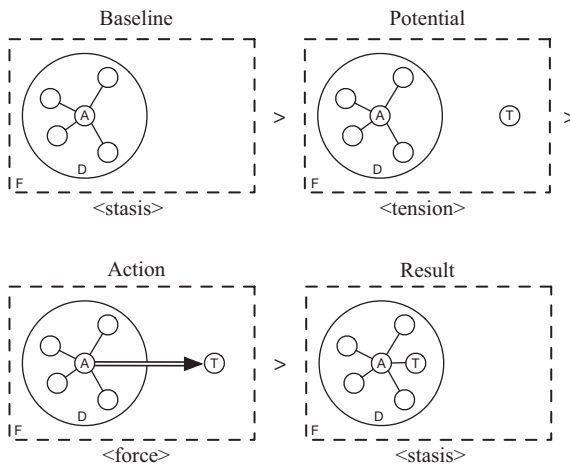 Baseline
A
D
F
<stasis>
>
Potential
A
T
D
F
<tension>
>
Action
A
T
D
F
<force>
>
Result
A
T
D
F
<stasis>